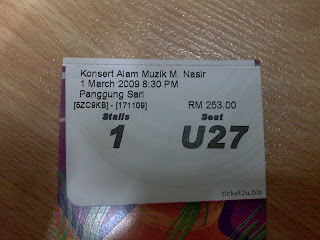 Konsert Alam Muzik M. Nasir
1 March 2009 8:30 PM
Panggung Sari
[5ZC9KB] - [171109] RM 253.00
Stalls Seat
1 U27
ticket2u.biz